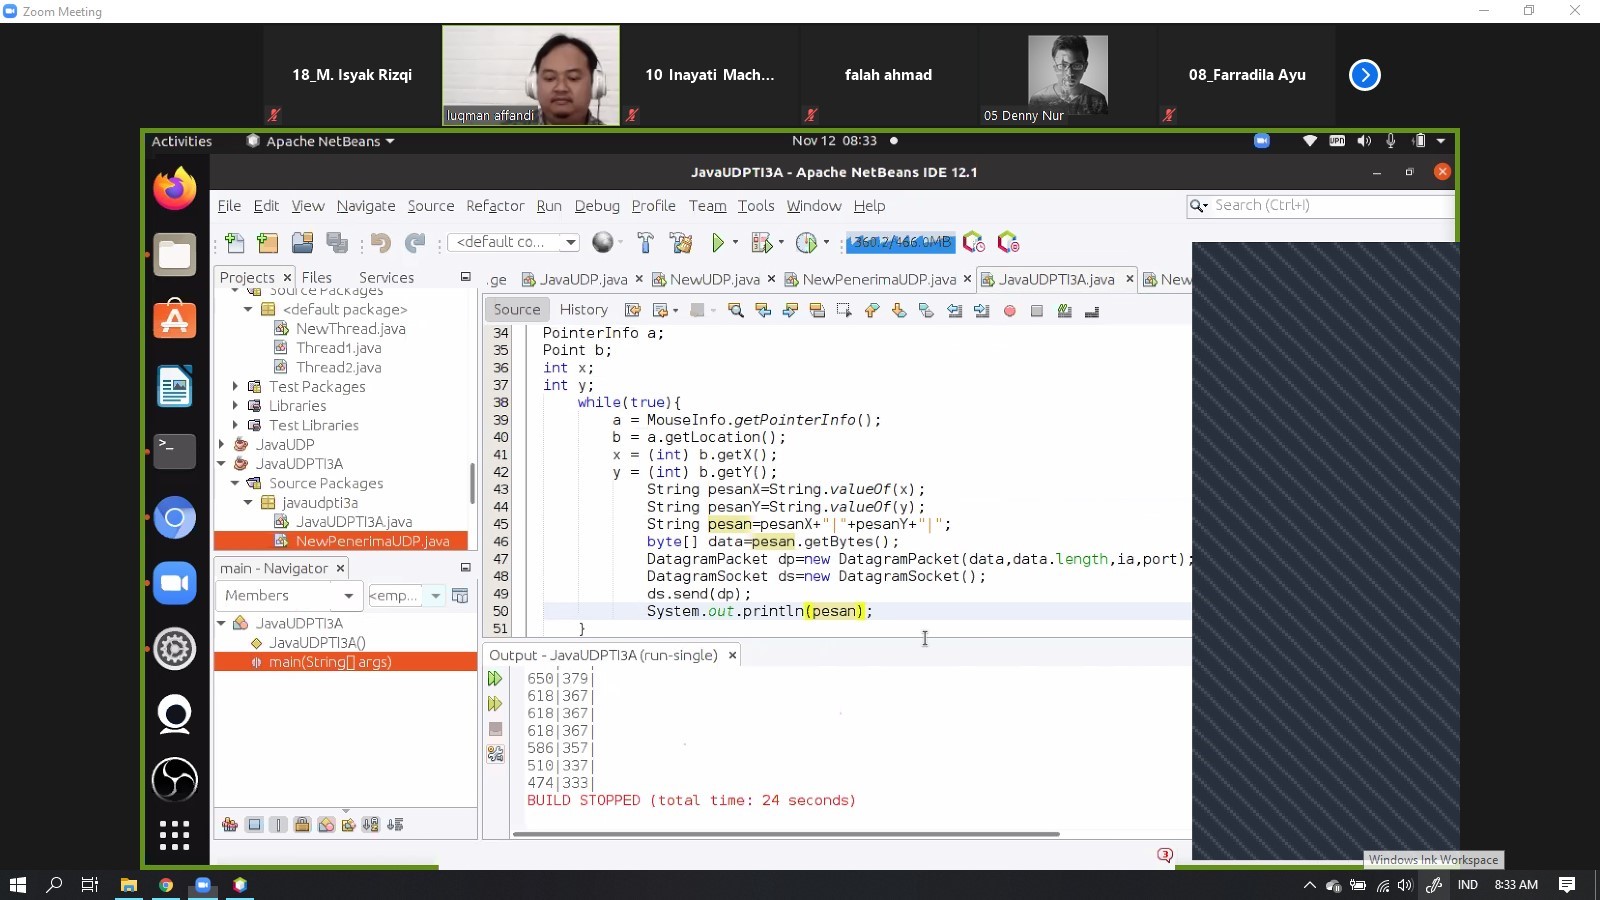 Zoom Meeting
18_M. Isyak Rizqi
luqman affandi
10 Inayati Mach...
falah ahmad
05 Denny Nur
08_Farradila Ayu
Activities
Apache NetBeans
Nov 12 08:33
VPN
JavaUDPTI3A - Apache NetBeans IDE 12.1
File Edit View Navigate Source Refactor Run Debug Profile Team Tools Window Help
Search (Ctrl+I)
<default co...
360.2/466.0MB
Projects Files Services
.ge JavaUDP.java NewUDP.java NewPenerimaUDP.java JavaUDPTI3A.java New
Source History
Source Packages
<default package>
NewThread.java
Thread1.java
Thread2.java
Test Packages
Libraries
Test Libraries
JavaUDP
JavaUDPTI3A
Source Packages
javaudpti3a
JavaUDPTI3A.java
NewPenerimaUDP.java
main - Navigator
Members
<emp...
JavaUDPTI3A
JavaUDPTI3A()
main(String[] args)
34 PointerInfo a;
35 Point b;
36 int x;
37 int y;
38 while(true){
39 a = MouseInfo.getPointerInfo();
40 b = a.getLocation();
41 x = (int) b.getX();
42 y = (int) b.getY();
43 String pesanX=String.valueOf(x);
44 String pesanY=String.valueOf(y);
45 String pesan=pesanX+"|"+pesanY+"|";
46 byte[] data=pesan.getBytes();
47 DatagramPacket dp=new DatagramPacket(data,data.length,ia,port);
48 DatagramSocket ds=new DatagramSocket();
49 ds.send(dp);
50 System.out.println(pesan);
51 }
Output - JavaUDPTI3A (run-single)
650|379|
618|367|
618|367|
618|367|
586|357|
510|337|
474|333|
BUILD STOPPED (total time: 24 seconds)
3
Windows Ink Workspace
IND
8:33 AM